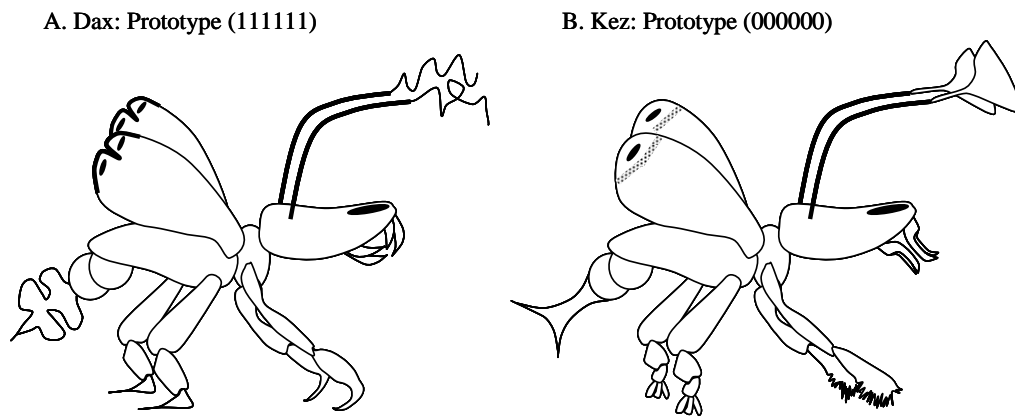 A. Dax: Prototype (111111)
B. Kez: Prototype (000000)